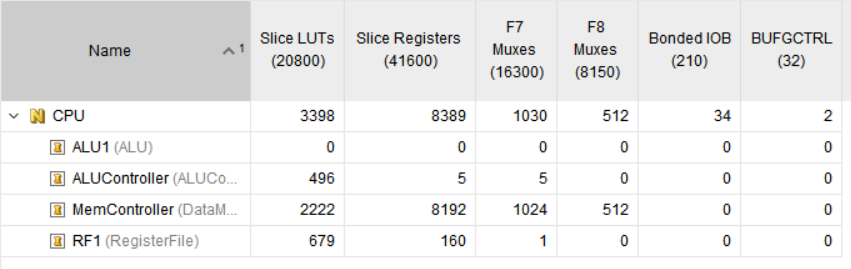 Name 1 Slice LUTs (20800) Slice Registers (41600) F7 Muxes (16300) F8 Muxes (8150) Bonded IOB (210) BUFGCTRL (32)
CPU 3398 8389 1030 512 34 2
ALU1 (ALU) 0 0 0 0 0 0
ALUController (ALUCo... 496 5 5 0 0 0
MemController (DataM... 2222 8192 1024 512 0 0
RF1 (RegisterFile) 679 160 1 0 0 0